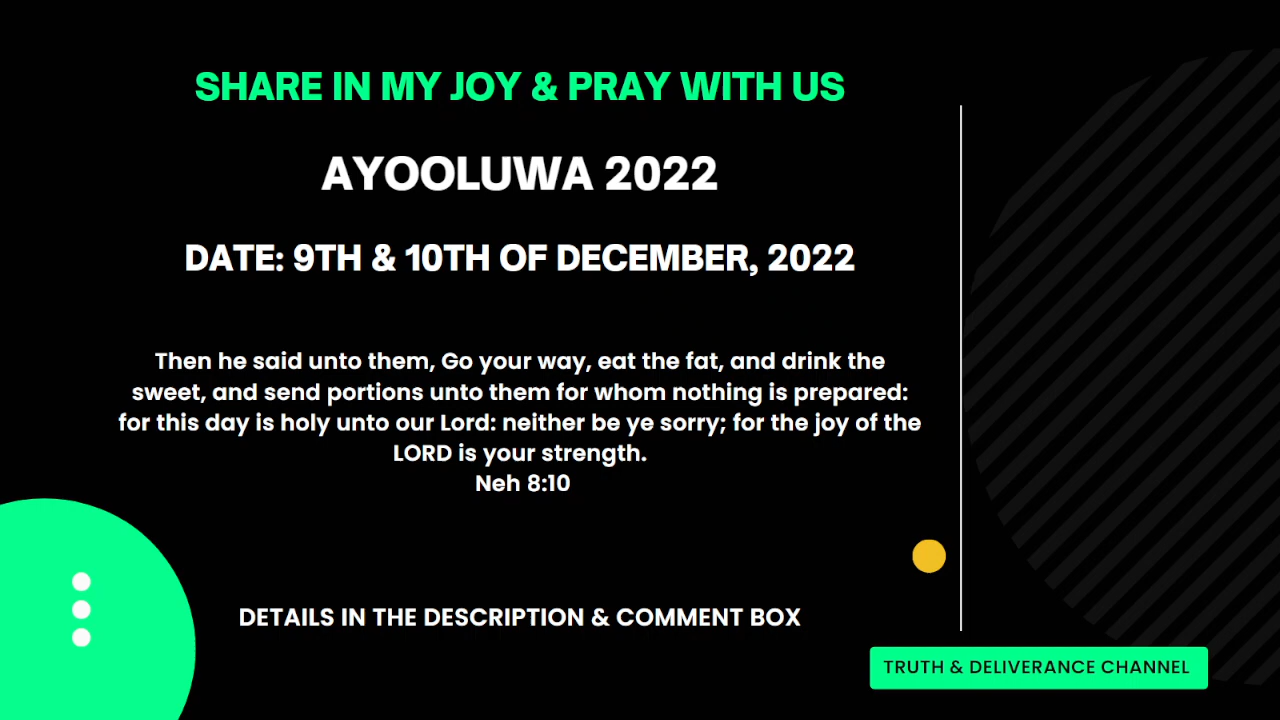 SHARE IN MY JOY & PRAY WITH US
AYOOLUWA 2022
DATE: 9TH & 10TH OF DECEMBER, 2022
Then he said unto them, Go your way, eat the fat, and drink the
sweet, and send portions unto them for whom nothing is prepared:
for this day is holy unto our Lord: neither be ye sorry; for the joy of the
LORD is your strength.
Neh 8:10
DETAILS IN THE DESCRIPTION & COMMENT BOX
TRUTH & DELIVERANCE CHANNEL